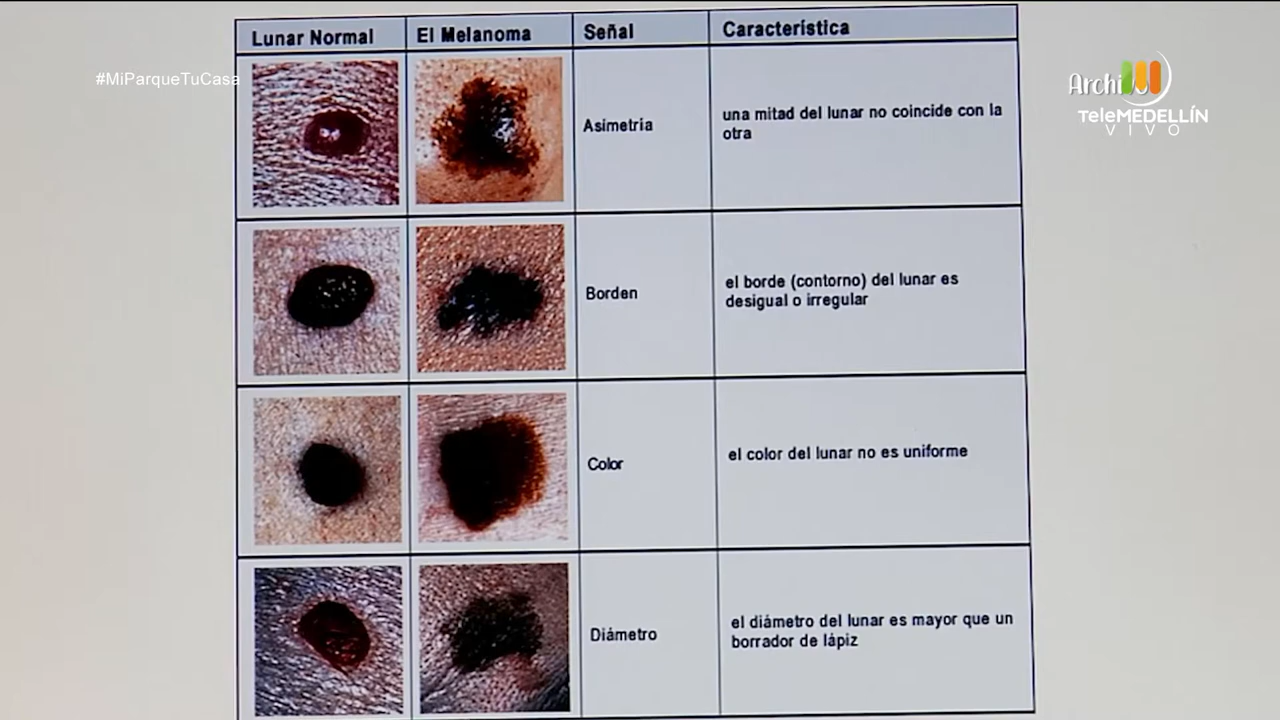 Lunar Normal El Melanoma Señal Característica
#MiParqueTuCasa
Archivo
TeleMEDELLÍN
VIVO
Asimetria
una mitad del lunar no coincide con la
otra
Borden
el borde (contorno) del lunar es
desigual o irregular
Color
el color del lunar no es uniforme
Diámetro
el diámetro del lunar es mayor que un
borrador de lápiz